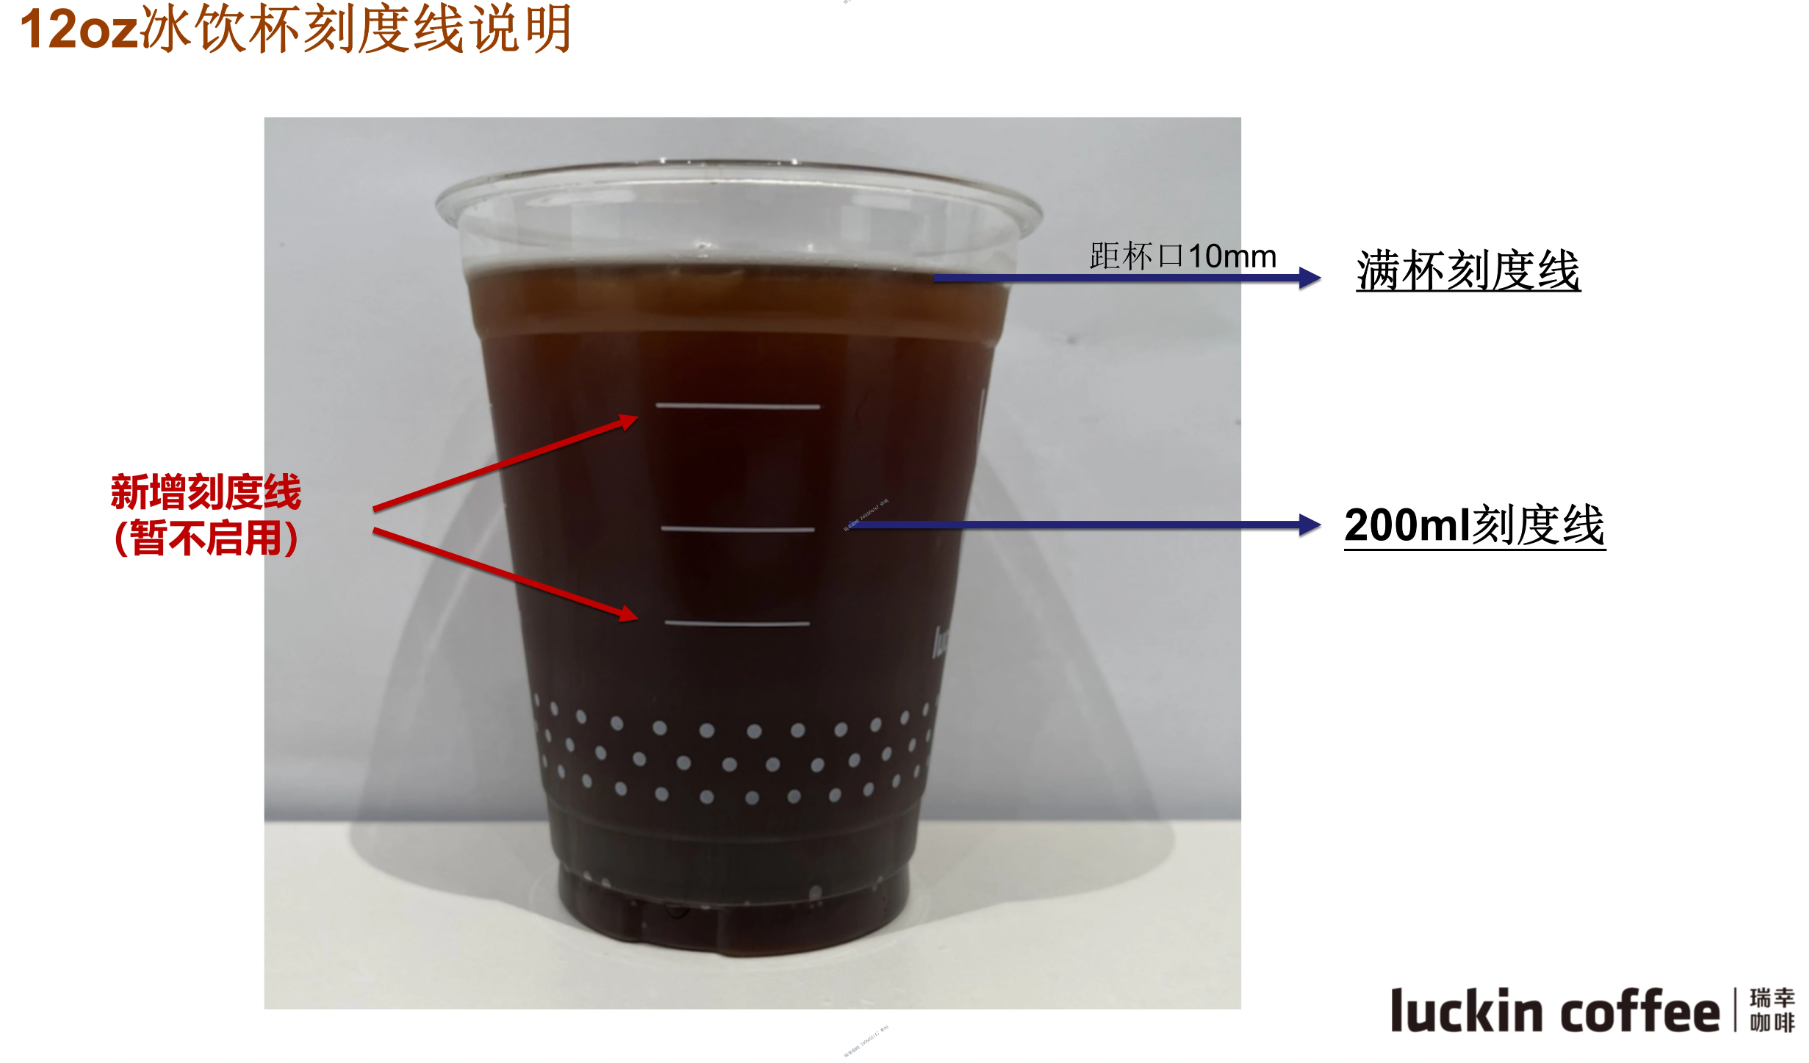 12oz冰饮杯刻度线说明
距杯口10mm
满杯刻度线
新增刻度线
(暂不启用)
200ml刻度线
luckin coffee
瑞幸
咖啡